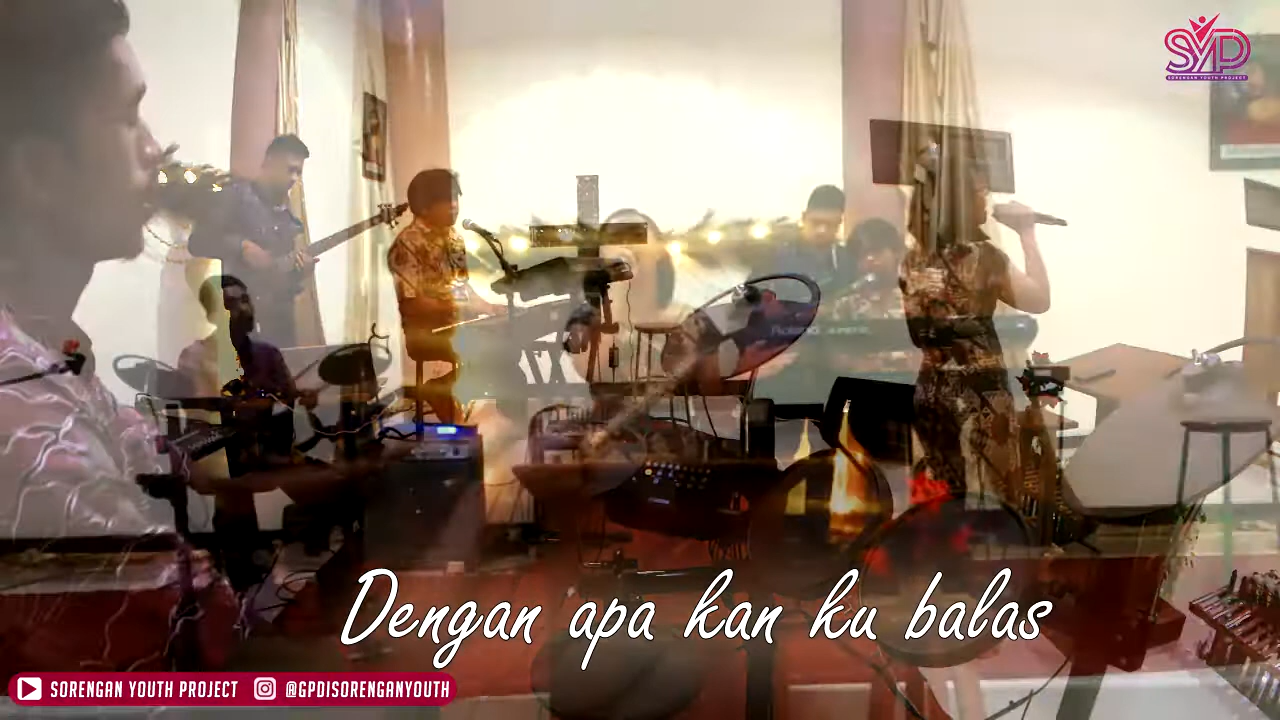 SYP
SORENGAN YOUTH PROJECT
Dengan apa kan ku balas
SORENGAN YOUTH PROJECT @GPDISORENGANYOUTH